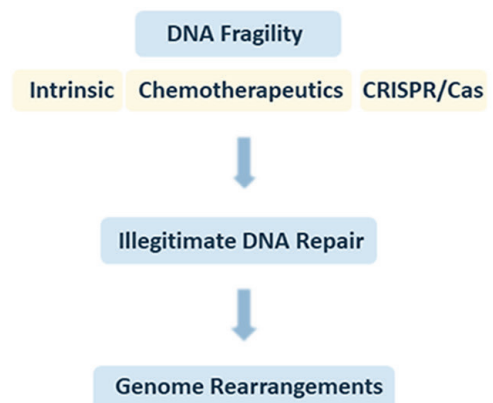 DNA Fragility
Intrinsic Chemotherapeutics CRISPR/Cas
Illegitimate DNA Repair
Genome Rearrangements